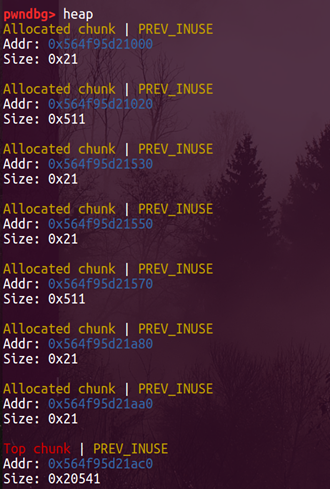 pwndbg> heap
Allocated chunk | PREV_INUSE
Addr: 0x564f95d21000
Size: 0x21
Allocated chunk | PREV_INUSE
Addr: 0x564f95d21020
Size: 0x511
Allocated chunk | PREV_INUSE
Addr: 0x564f95d21530
Size: 0x21
Allocated chunk | PREV_INUSE
Addr: 0x564f95d21550
Size: 0x21
Allocated chunk | PREV_INUSE
Addr: 0x564f95d21570
Size: 0x511
Allocated chunk | PREV_INUSE
Addr: 0x564f95d21a80
Size: 0x21
Allocated chunk | PREV_INUSE
Addr: 0x564f95d21aa0
Size: 0x21
Top chunk | PREV_INUSE
Addr: 0x564f95d21ac0
Size: 0x20541